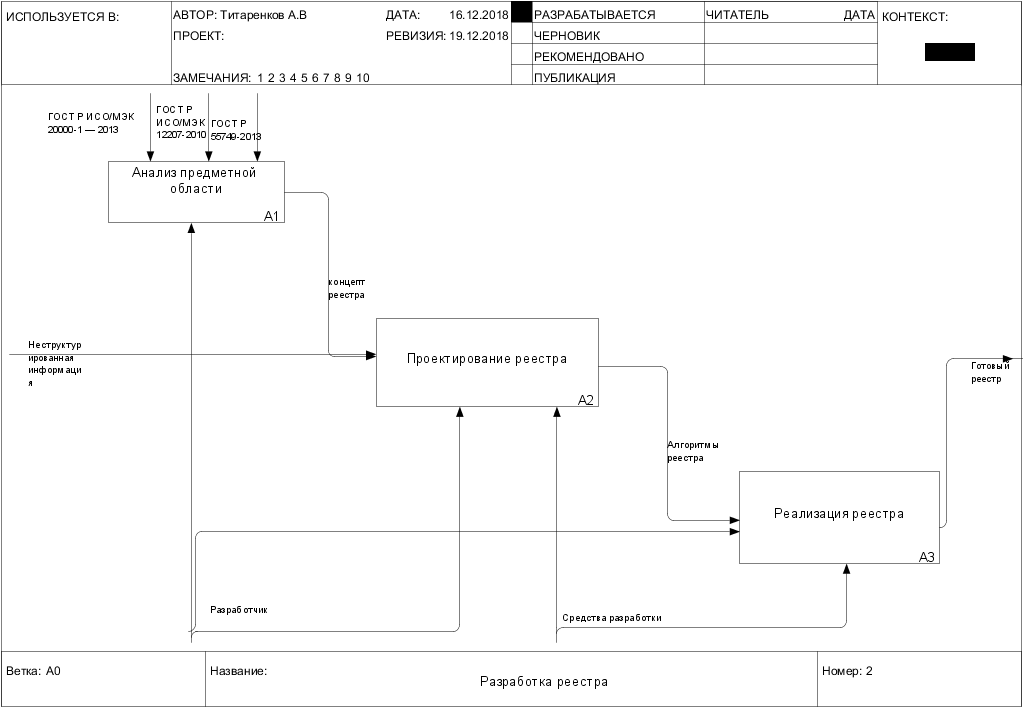 ИСПОЛЬЗУЕТСЯ В:
АВТОР: Титаренков А.В
ДАТА: 16.12.2018
ПРОЕКТ:
РЕВИЗИЯ: 19.12.2018
ЗАМЕЧАНИЯ: 1 2 3 4 5 6 7 8 9 10
РАЗРАБАТЫВАЕТСЯ
ЧЕРНОВИК
РЕКОМЕНДОВАНО
ПУБЛИКАЦИЯ
ЧИТАТЕЛЬ
ДАТА
КОНТЕКСТ:
ГОСТ Р ИСО/МЭК
20000-1 — 2013
ГОСТ Р
ИСО/МЭК
12207-2010
ГОСТ Р
55749-2013
Анализ предметной
области
A1
концепт
реестра
Неструктур
ированная
информаци
я
Проектирование реестра
A2
Готовый
реестр
Алгоритмы
реестра
Реализация реестра
A3
Разработчик
Средства разработки
Ветка: A0
Название:
Разработка реестра
Номер: 2